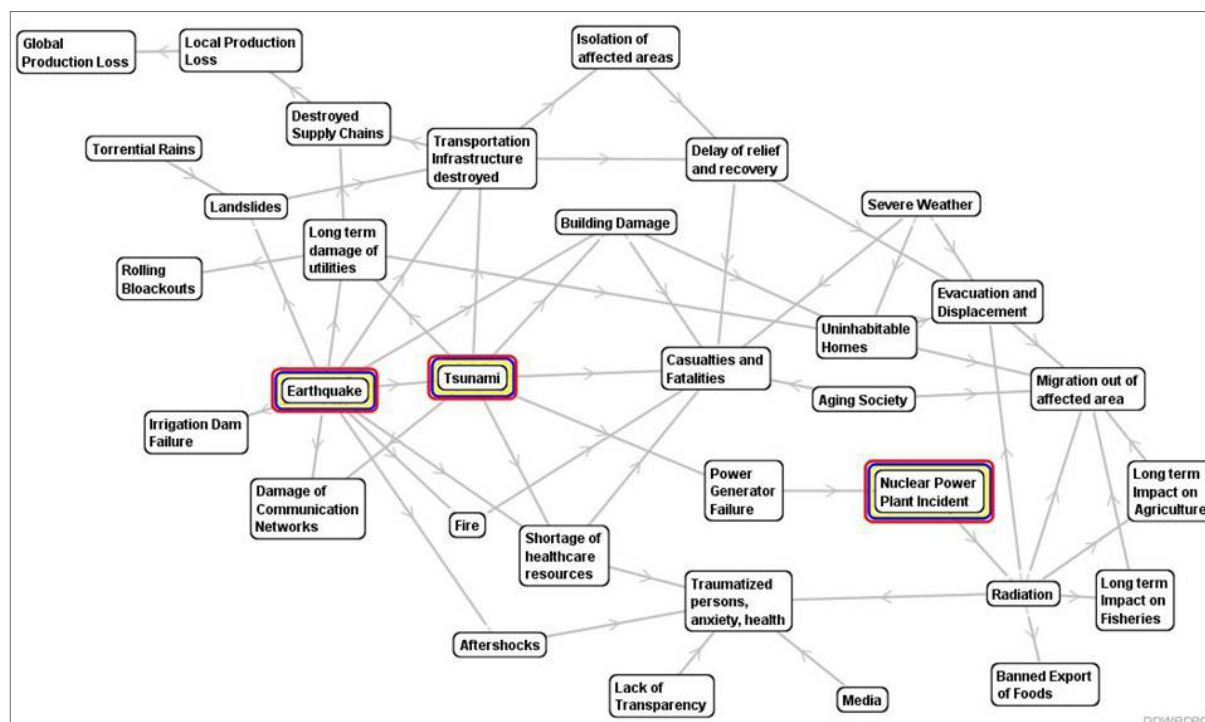 Global
Production Loss
Local Production
Loss
Isolation of
affected areas
Destroyed
Supply Chains
Torrential Rains
Transportation
Infrastructure
destroyed
Delay of relief
and recovery
Landslides
Severe Weather
Long term
damage of
utilities
Building Damage
Rolling
Bloackouts
Evacuation and
Displacement
Uninhabitable
Homes
Earthquake
Tsunami
Casualties and
Fatalities
Migration out of
affected area
Aging Society
Irrigation Dam
Failure
Damage of
Communication
Networks
Power
Generator
Failure
Nuclear Power
Plant Incident
Long term
Impact on
Agriculture
Fire
Shortage of
healthcare
resources
Traumatized
persons,
anxiety, health
Radiation
Long term
Impact on
Fisheries
Aftershocks
Lack of
Transparency
Media
Banned Export
of Foods